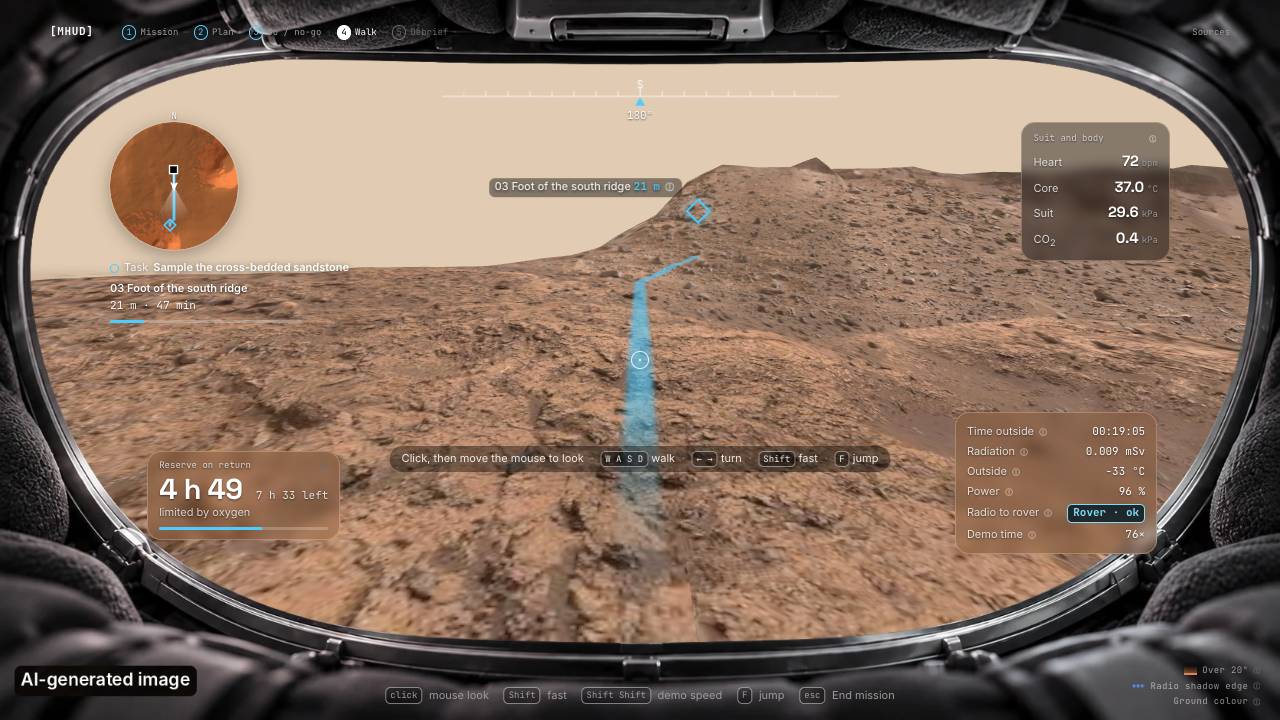 [MHUD] 1 Mission 2 Plan 3 Go / no-go 4 Walk 5 Debrief Sources
S
180°
N
03 Foot of the south ridge 21 m
Task Sample the cross-bedded sandstone
03 Foot of the south ridge
21 m · 47 min
Suit and body
Heart 72 bpm
Core 37.0 °C
Suit 29.6 kPa
CO2 0.4 kPa
Click, then move the mouse to look W A S D walk ← → turn Shift fast F jump
Reserve on return
4 h 49 7 h 33 left
limited by oxygen
Time outside 00:19:05
Radiation 0.009 mSv
Outside -33 °C
Power 96 %
Radio to rover Rover · ok
Demo time 76×
AI-generated image
click mouse look Shift fast Shift Shift demo speed F jump esc End mission
Over 20°
Radio shadow edge
Ground colour